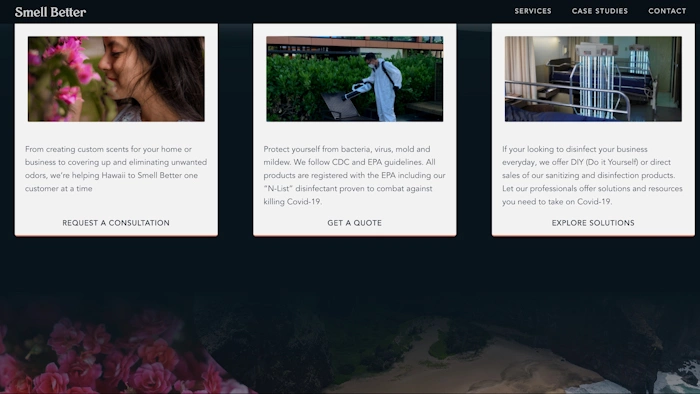 Smell Better
SERVICES CASE STUDIES CONTACT
From creating custom scents for your home or
business to covering up and eliminating unwanted
odors, we're helping Hawaii to Smell Better one
customer at a time
REQUEST A CONSULTATION
Protect yourself from bacteria, virus, mold and
mildew. We follow CDC and EPA guidelines. All
products are registered with the EPA including our
"N-List" disinfectant proven to combat against
killing Covid-19.
GET A QUOTE
If your looking to disinfect your business
everyday, we offer DIY (Do it Yourself) or direct
sales of our sanitizing and disinfection products.
Let our professionals offer solutions and resources
you need to take on Covid-19.
EXPLORE SOLUTIONS